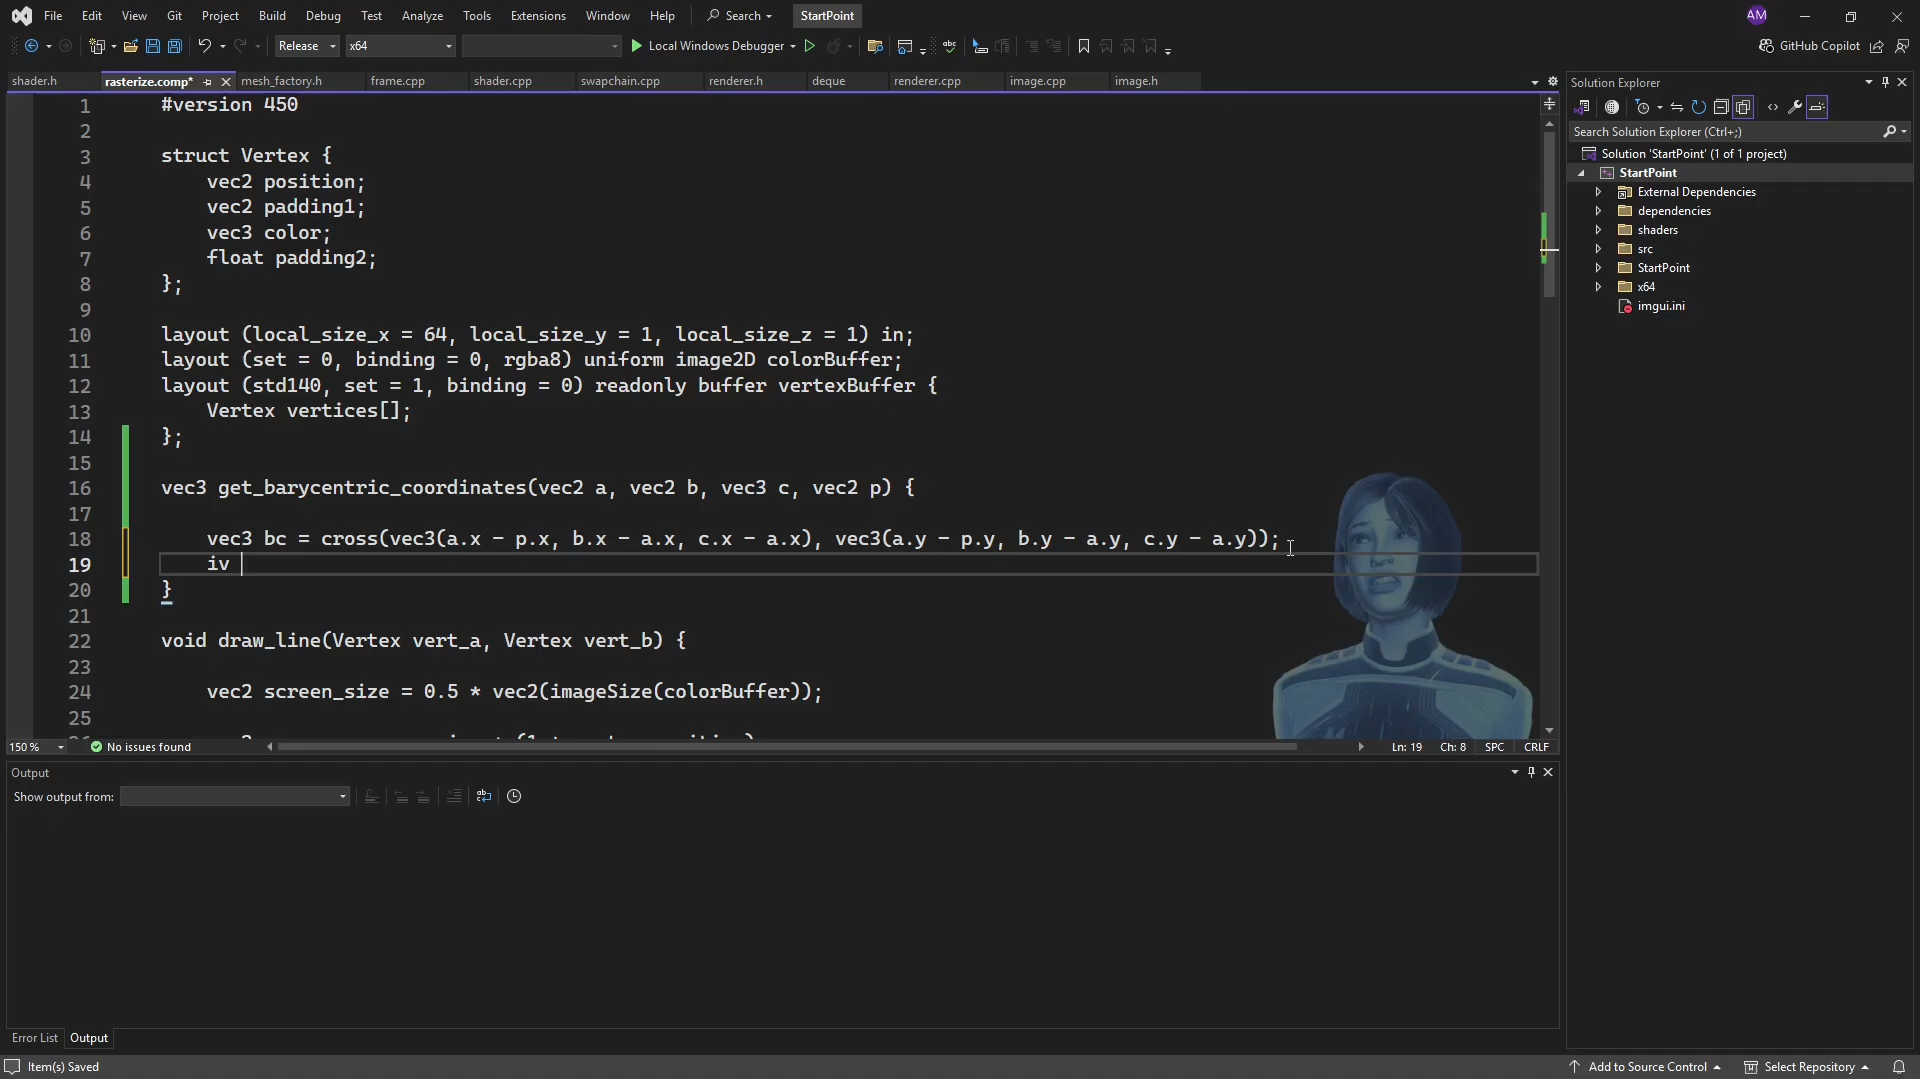 File Edit View Git Project Build Debug Test Analyze Tools Extensions Window Help Search StartPoint AM
Release x64 Local Windows Debugger GitHub Copilot
shader.h rasterize.comp* mesh_factory.h frame.cpp shader.cpp swapchain.cpp renderer.h deque renderer.cpp image.cpp image.h
1 #version 450
2
3 struct Vertex {
4 vec2 position;
5 vec2 padding1;
6 vec3 color;
7 float padding2;
8 };
9
10 layout (local_size_x = 64, local_size_y = 1, local_size_z = 1) in;
11 layout (set = 0, binding = 0, rgba8) uniform image2D colorBuffer;
12 layout (std140, set = 1, binding = 0) readonly buffer vertexBuffer {
13 Vertex vertices[];
14 };
15
16 vec3 get_barycentric_coordinates(vec2 a, vec2 b, vec3 c, vec2 p) {
17
18 vec3 bc = cross(vec3(a.x - p.x, b.x - a.x, c.x - a.x), vec3(a.y - p.y, b.y - a.y, c.y - a.y));
19 iv
20 }
21
22 void draw_line(Vertex vert_a, Vertex vert_b) {
23
24 vec2 screen_size = 0.5 * vec2(imageSize(colorBuffer));
25
150 % No issues found Ln: 19 Ch: 8 SPC CRLF
Output
Show output from:
Error List Output
Item(s) Saved Add to Source Control Select Repository
Solution Explorer
Search Solution Explorer (Ctrl+;)
Solution 'StartPoint' (1 of 1 project)
StartPoint
External Dependencies
dependencies
shaders
src
StartPoint
x64
imgui.ini